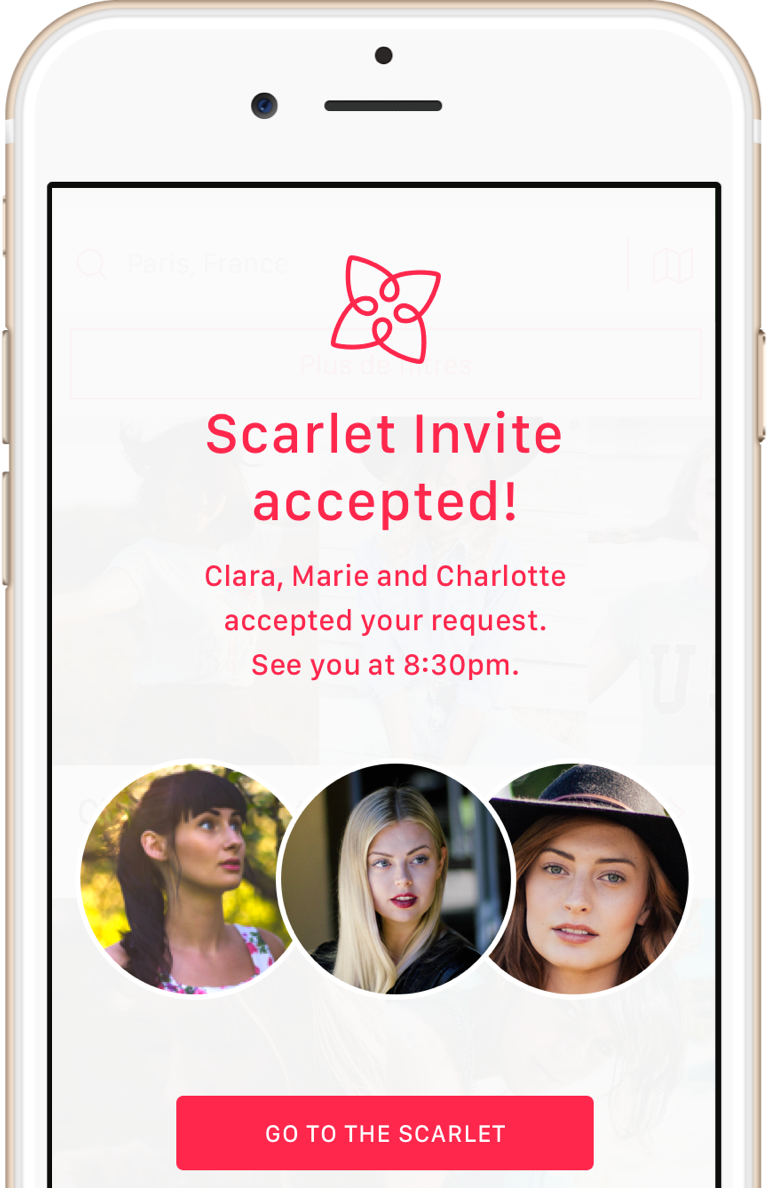 Paris, France
Plus de filtres
Scarlet Invite
accepted!
Clara, Marie and Charlotte
accepted your request.
See you at 8:30pm.
GO TO THE SCARLET